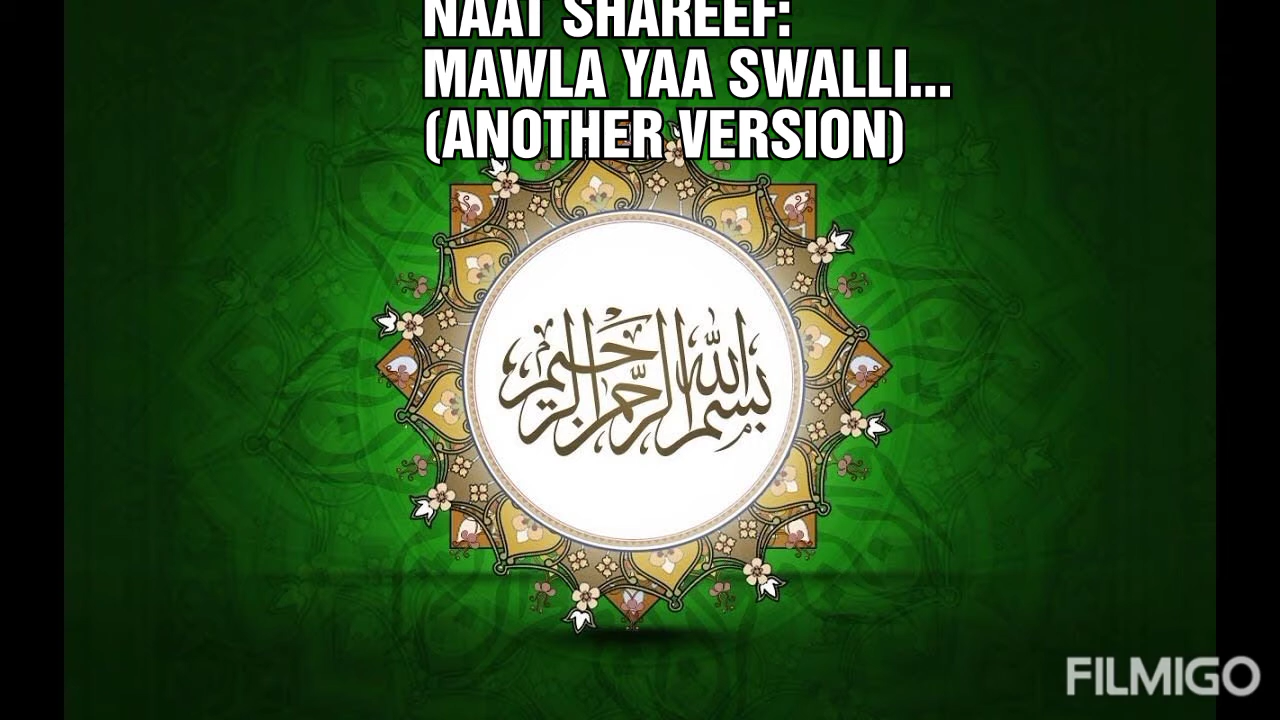 NAAT SHAREEF:
MAWLA YAA SWALLI...
(ANOTHER VERSION)
بسم الله الرحمن الرحيم
FILMIGO